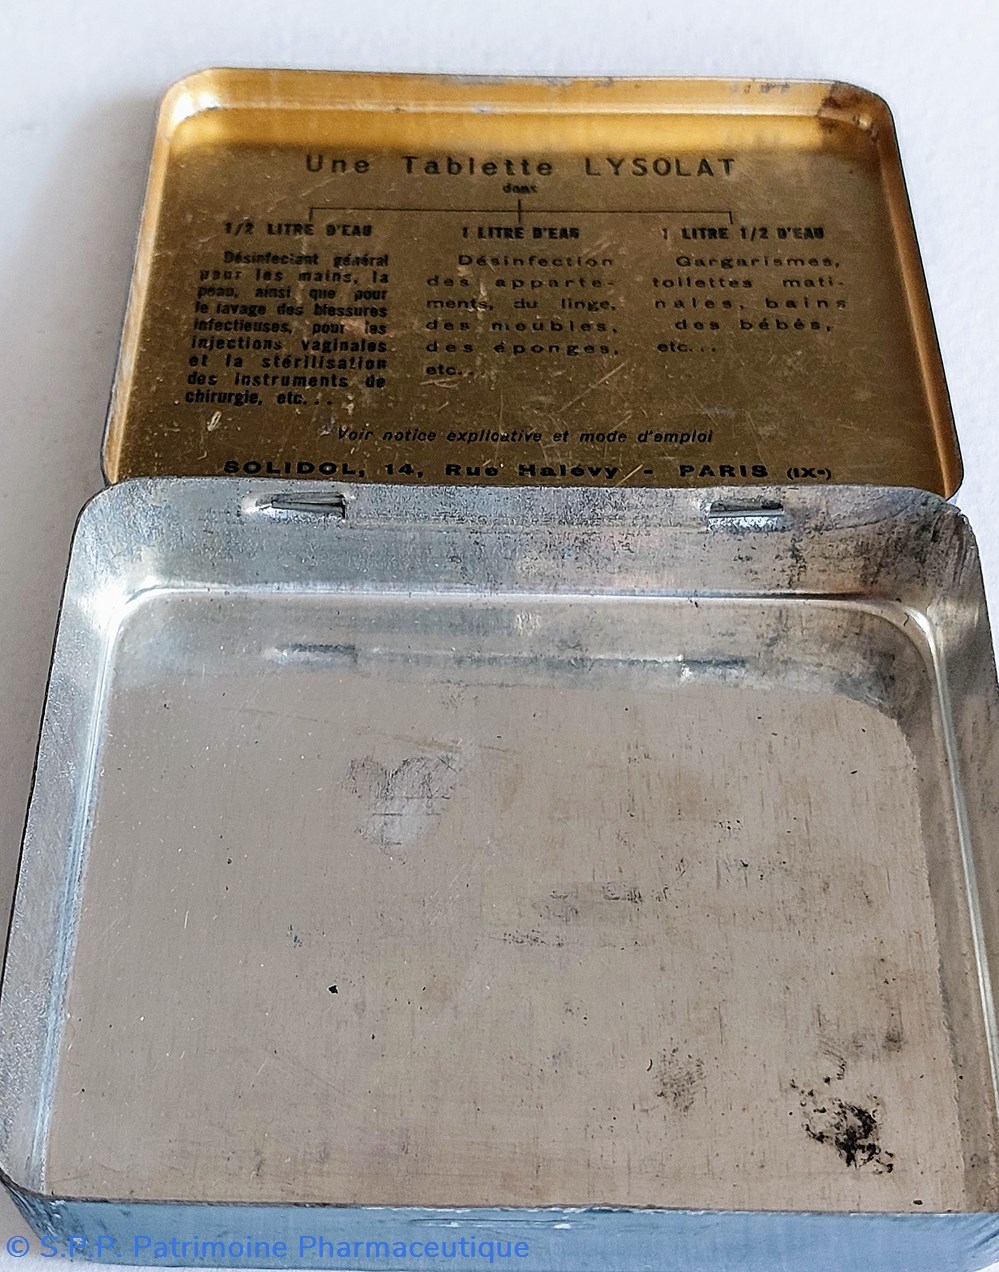 Une Tablette LYSOLAT
dans
1/2 LITRE D'EAU
Désinfectant général
pour les mains, la
peau, ainsi que pour
le lavage des blessures
infectieuses, pour les
injections vaginales
et la stérilisation
des instruments de
chirurgie, etc...
1 LITRE D'EAU
Désinfection
des apparte-
ments, du linge,
des meubles,
des éponges,
etc...
1 LITRE 1/2 D'EAU
Gargarismes,
toilettes mati-
nales, bains
des bébés,
etc...
Voir notice explicative et mode d'emploi
SOLIDOL, 14, Rue Halévy - PARIS (IXe)
© S.P.P. Patrimoine Pharmaceutique